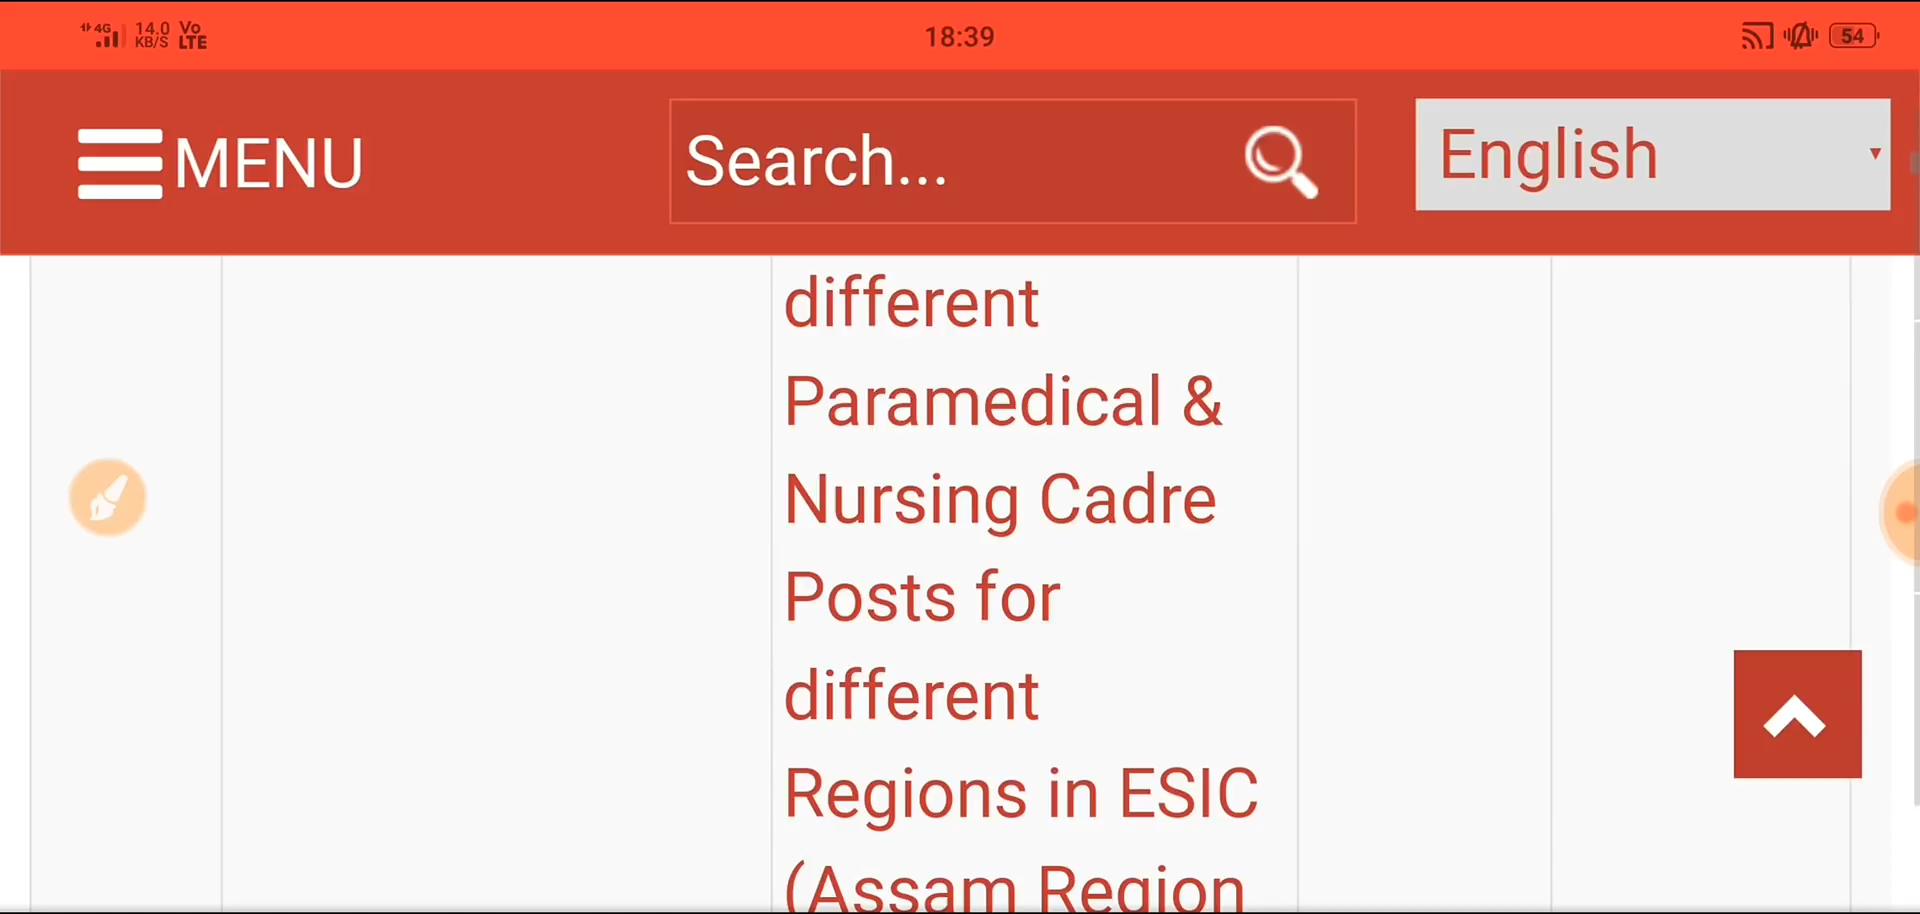 4G 14.0 KB/S Vo LTE 18:39 54
MENU Search... English
different
Paramedical &
Nursing Cadre
Posts for
different
Regions in ESIC
(Assam Region